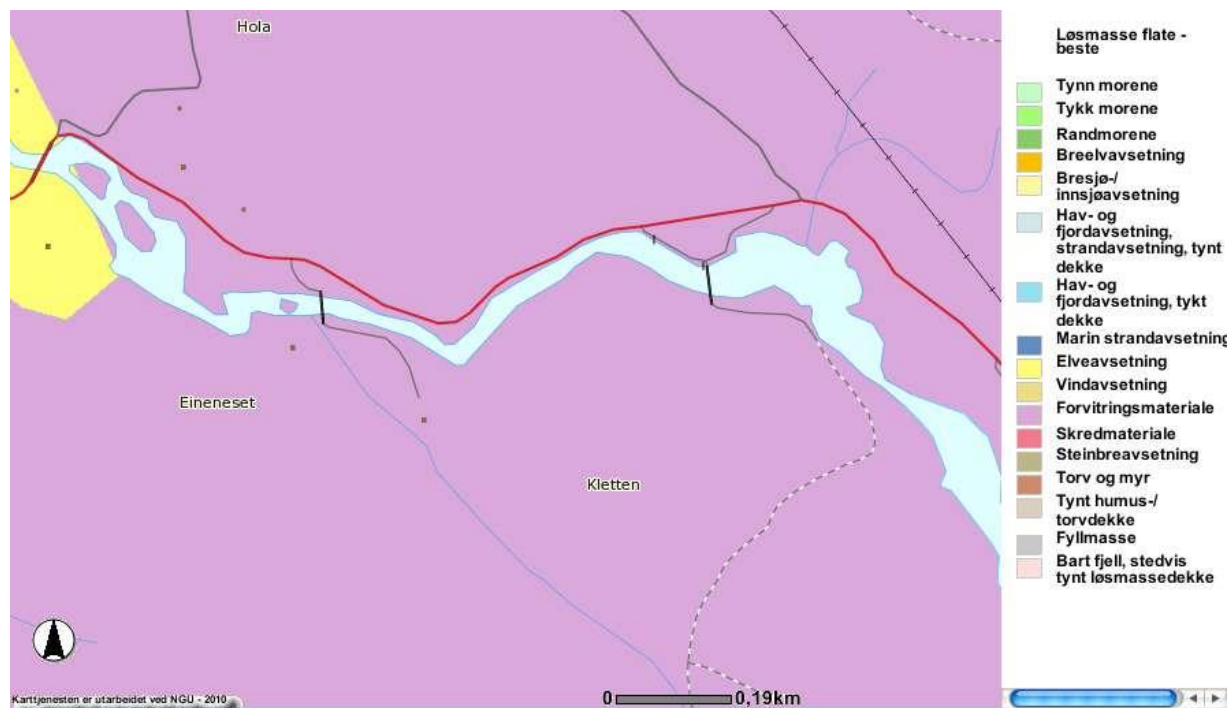 Hola
Eineneset
Kletten
Karttjenesten er utarbeidet ved NGU - 2010
0 0,19km
Løsmasse flate -
beste
Tynn morene
Tykk morene
Randmorene
Breelvavsetning
Bresjø-/
innsjøavsetning
Hav- og
fjordavsetning,
strandavsetning, tynt
dekke
Hav- og
fjordavsetning, tykt
dekke
Marin strandavsetning
Elveavsetning
Vindavsetning
Forvitringsmateriale
Skredmateriale
Steinbreavsetning
Torv og myr
Tynt humus-/
torvdekke
Fyllmasse
Bart fjell, stedvis
tynt løsmassedekke